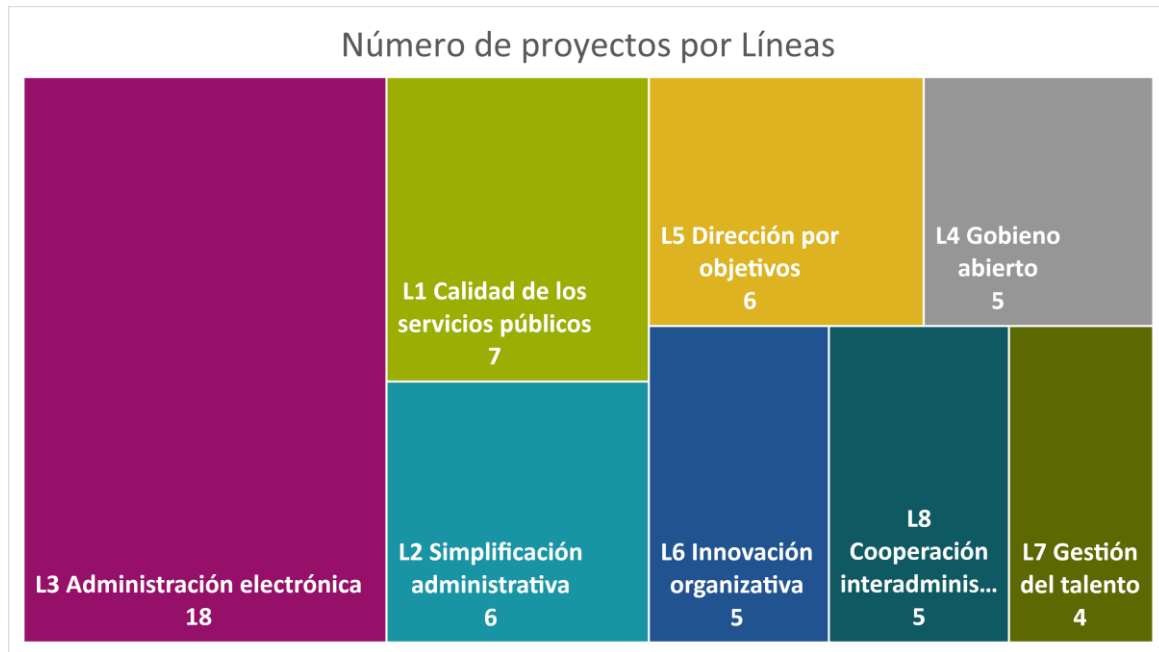 Número de proyectos por Líneas
L3 Administración electrónica
18
L1 Calidad de los
servicios públicos
7
L2 Simplificación
administrativa
6
L5 Dirección por
objetivos
6
L4 Gobieno
abierto
5
L6 Innovación
organizativa
5
L8
Cooperación
interadminis...
5
L7 Gestión
del talento
4